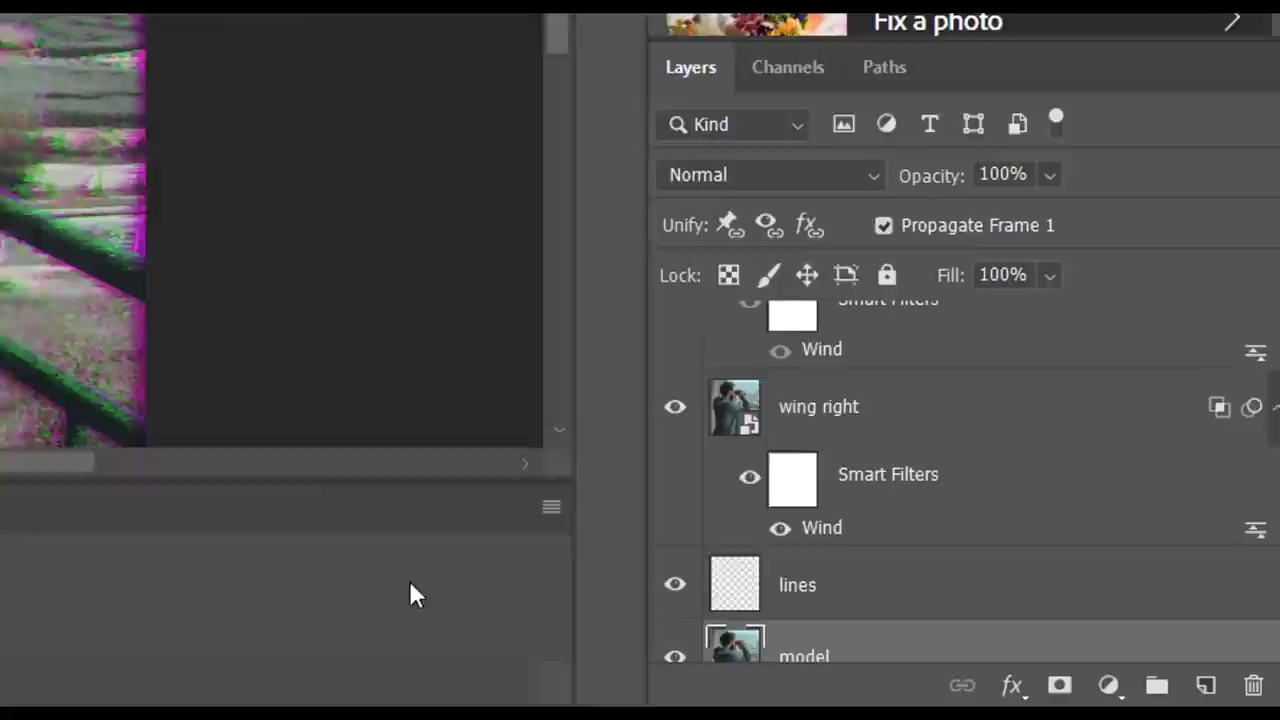 Fix a photo
Layers Channels Paths
Kind
Normal Opacity: 100%
Unify: Propagate Frame 1
Lock: Fill: 100%
Smart Filters
Wind
wing right
Smart Filters
Wind
lines
model
fx